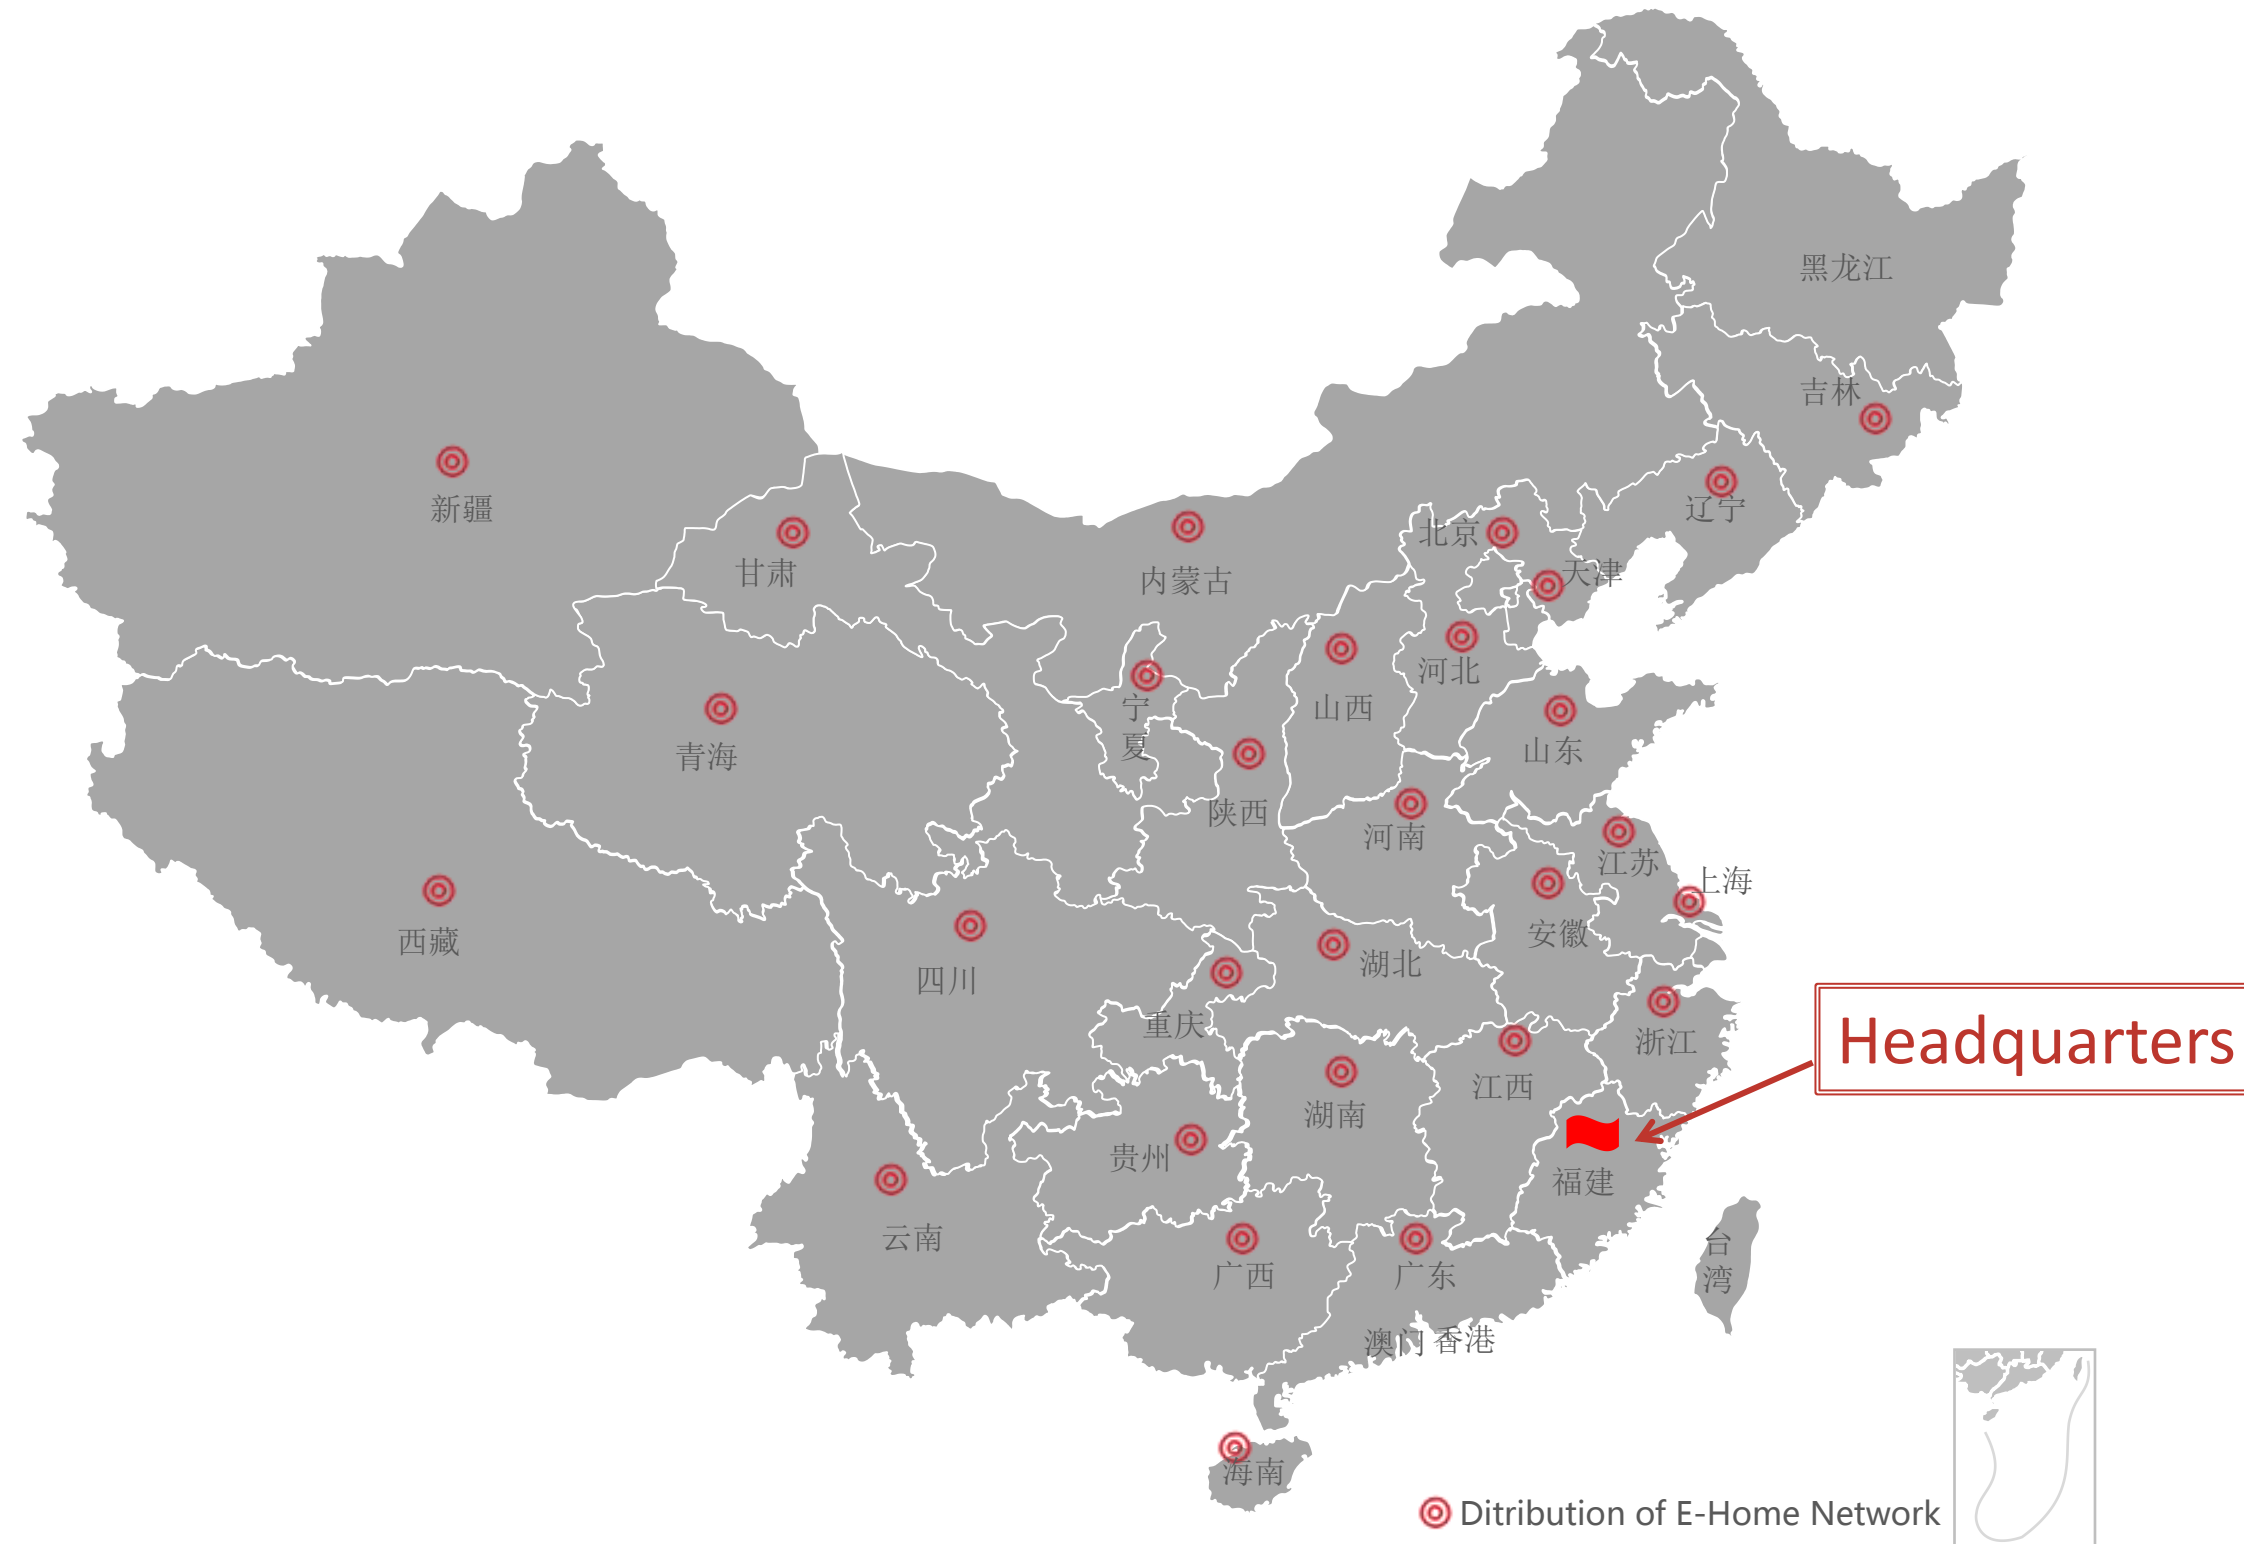 黑龙江
吉林
辽宁
新疆
甘肃
内蒙古
北京
天津
河北
山西
宁
夏
青海
山东
陕西
河南
江苏
上海
西藏
四川
安徽
湖北
重庆
浙江
Headquarters
江西
湖南
贵州
福建
云南
广西
广东
台
湾
澳门
香港
海南
Ditribution of E-Home Network